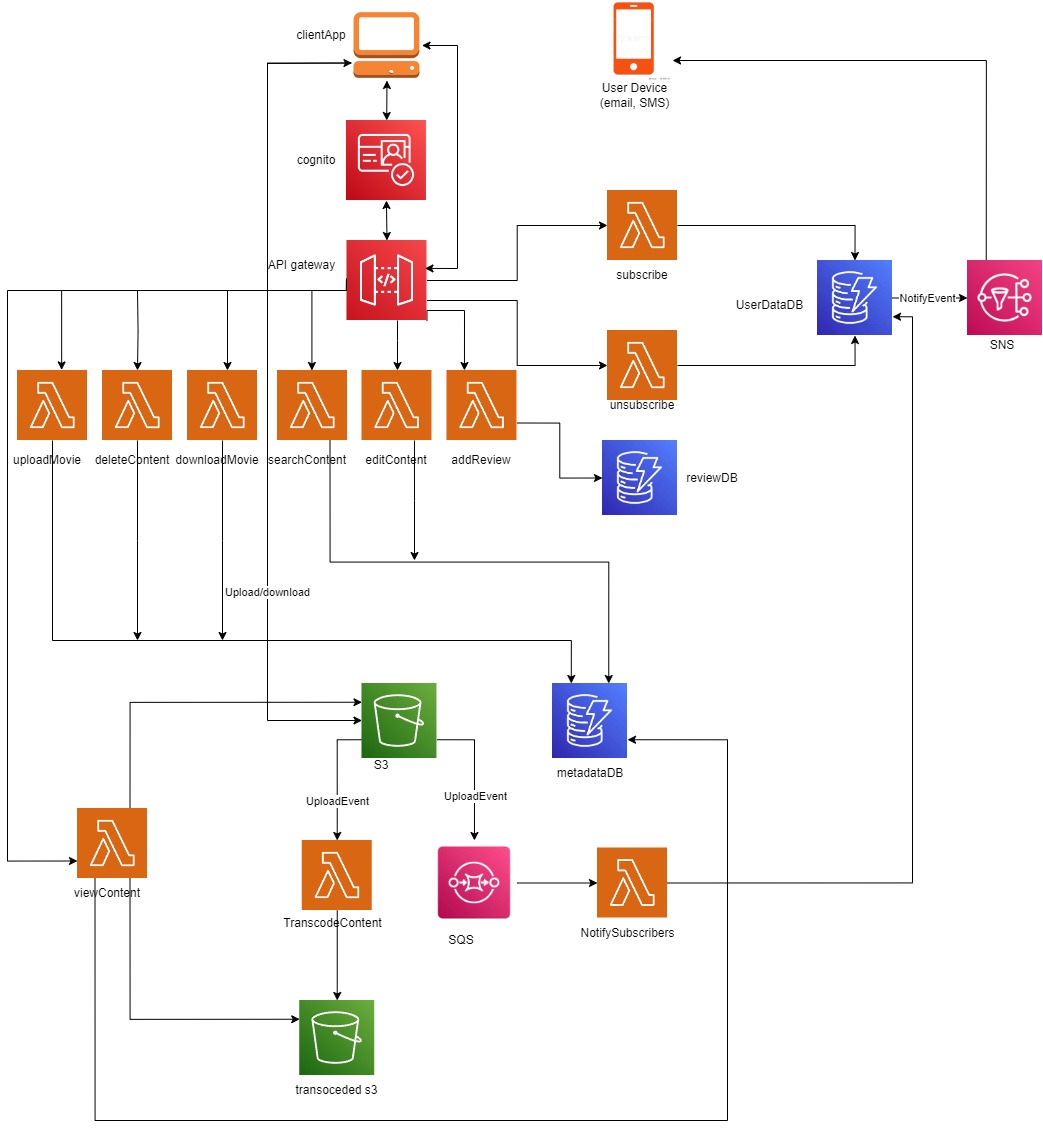 clientApp
User Device
(email, SMS)
cognito
API gateway
subscribe
UserDataDB
NotifyEvent
SNS
unsubscribe
uploadMovie
deleteContent
downloadMovie
searchContent
editContent
addReview
reviewDB
Upload/download
S3
metadataDB
UploadEvent
UploadEvent
viewContent
TranscodeContent
SQS
NotifySubscribers
transoceded s3